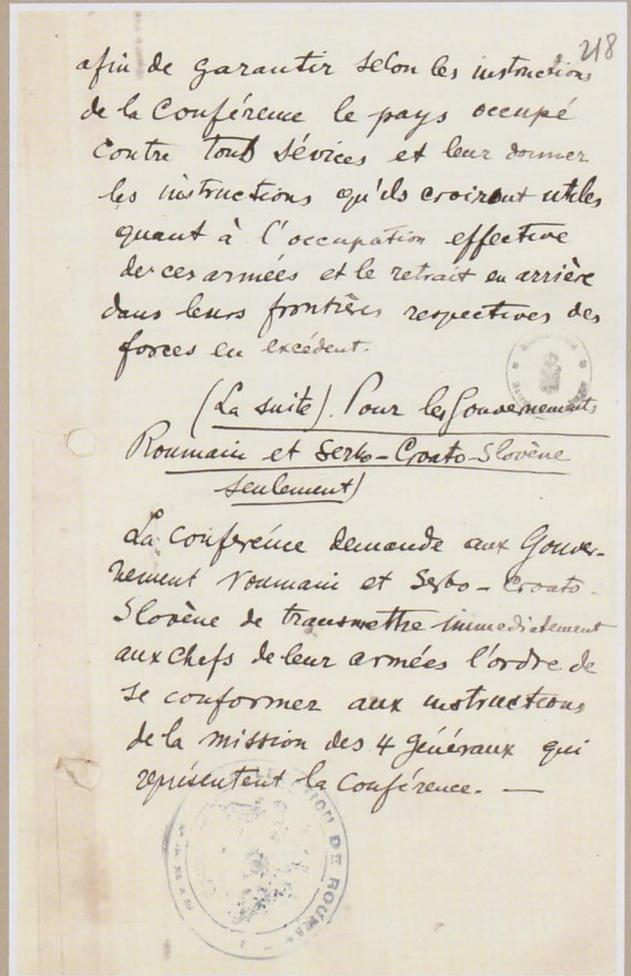 218
afin de garantir selon les instructions
de la Conférence le pays occupé
contre tous sévices et leur donner
les instructions qu'ils croiront utiles
quant à l'occupation effective
de ces armées et le retrait en arrière
dans leurs frontières respectives des
forces en excédent.
(La suite). Pour les Gouvernements
Roumain et Serbo-Croato-Slovène
seulement)
La Conférence demande aux Gouver-
nement roumain et Serbo-Croato-
Slovène de transmettre immediatement
aux chefs de leur armées l'ordre de
se conformer aux instructions
de la mission des 4 généraux qui
représentent la Conférence. —
DE ROUM